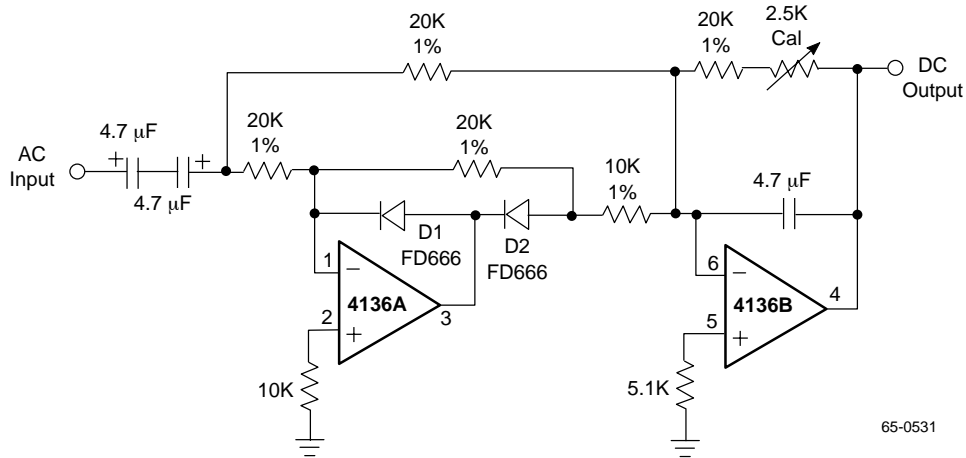 20K
1%
20K
1%
2.5K
Cal
DC
Output
4.7 µF
+
+
4.7 µF
AC
Input
20K
1%
20K
1%
10K
1%
4.7 µF
D1
FD666
D2
FD666
1
−
4136A
2
+
3
10K
6
−
4136B
5
+
4
5.1K
65-0531